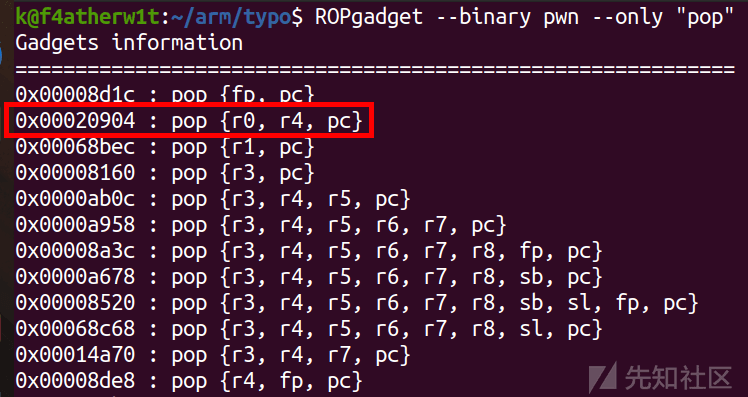 k@f4atherw1t:~/arm/typo$ ROPgadget --binary pwn --only "pop"
Gadgets information
============================================================
0x00008d1c : pop {fp, pc}
0x00020904 : pop {r0, r4, pc}
0x00068bec : pop {r1, pc}
0x00008160 : pop {r3, pc}
0x0000ab0c : pop {r3, r4, r5, pc}
0x0000a958 : pop {r3, r4, r5, r6, r7, pc}
0x00008a3c : pop {r3, r4, r5, r6, r7, r8, fp, pc}
0x0000a678 : pop {r3, r4, r5, r6, r7, r8, sb, pc}
0x00008520 : pop {r3, r4, r5, r6, r7, r8, sb, sl, fp, pc}
0x00068c68 : pop {r3, r4, r5, r6, r7, r8, sl, pc}
0x00014a70 : pop {r3, r4, r7, pc}
0x00008de8 : pop {r4, fp, pc}
先知社区